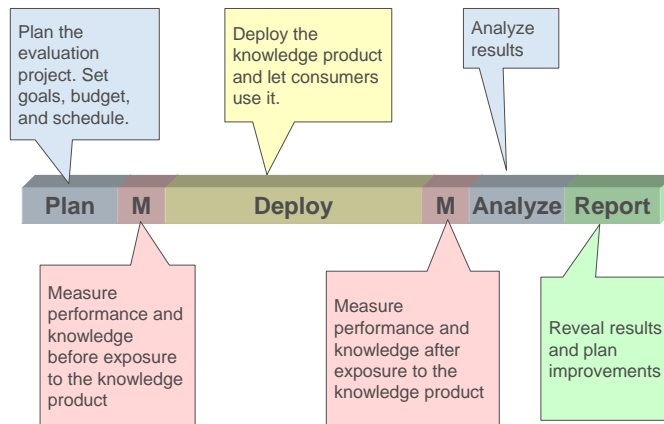 Plan the
evaluation
project. Set
goals, budget,
and schedule.
Deploy the
knowledge product
and let consumers
use it.
Analyze
results
Plan
M
Deploy
M
Analyze
Report
Measure
performance and
knowledge
before exposure
to the knowledge
product
Measure
performance and
knowledge after
exposure to the
knowledge product
Reveal results
and plan
improvements